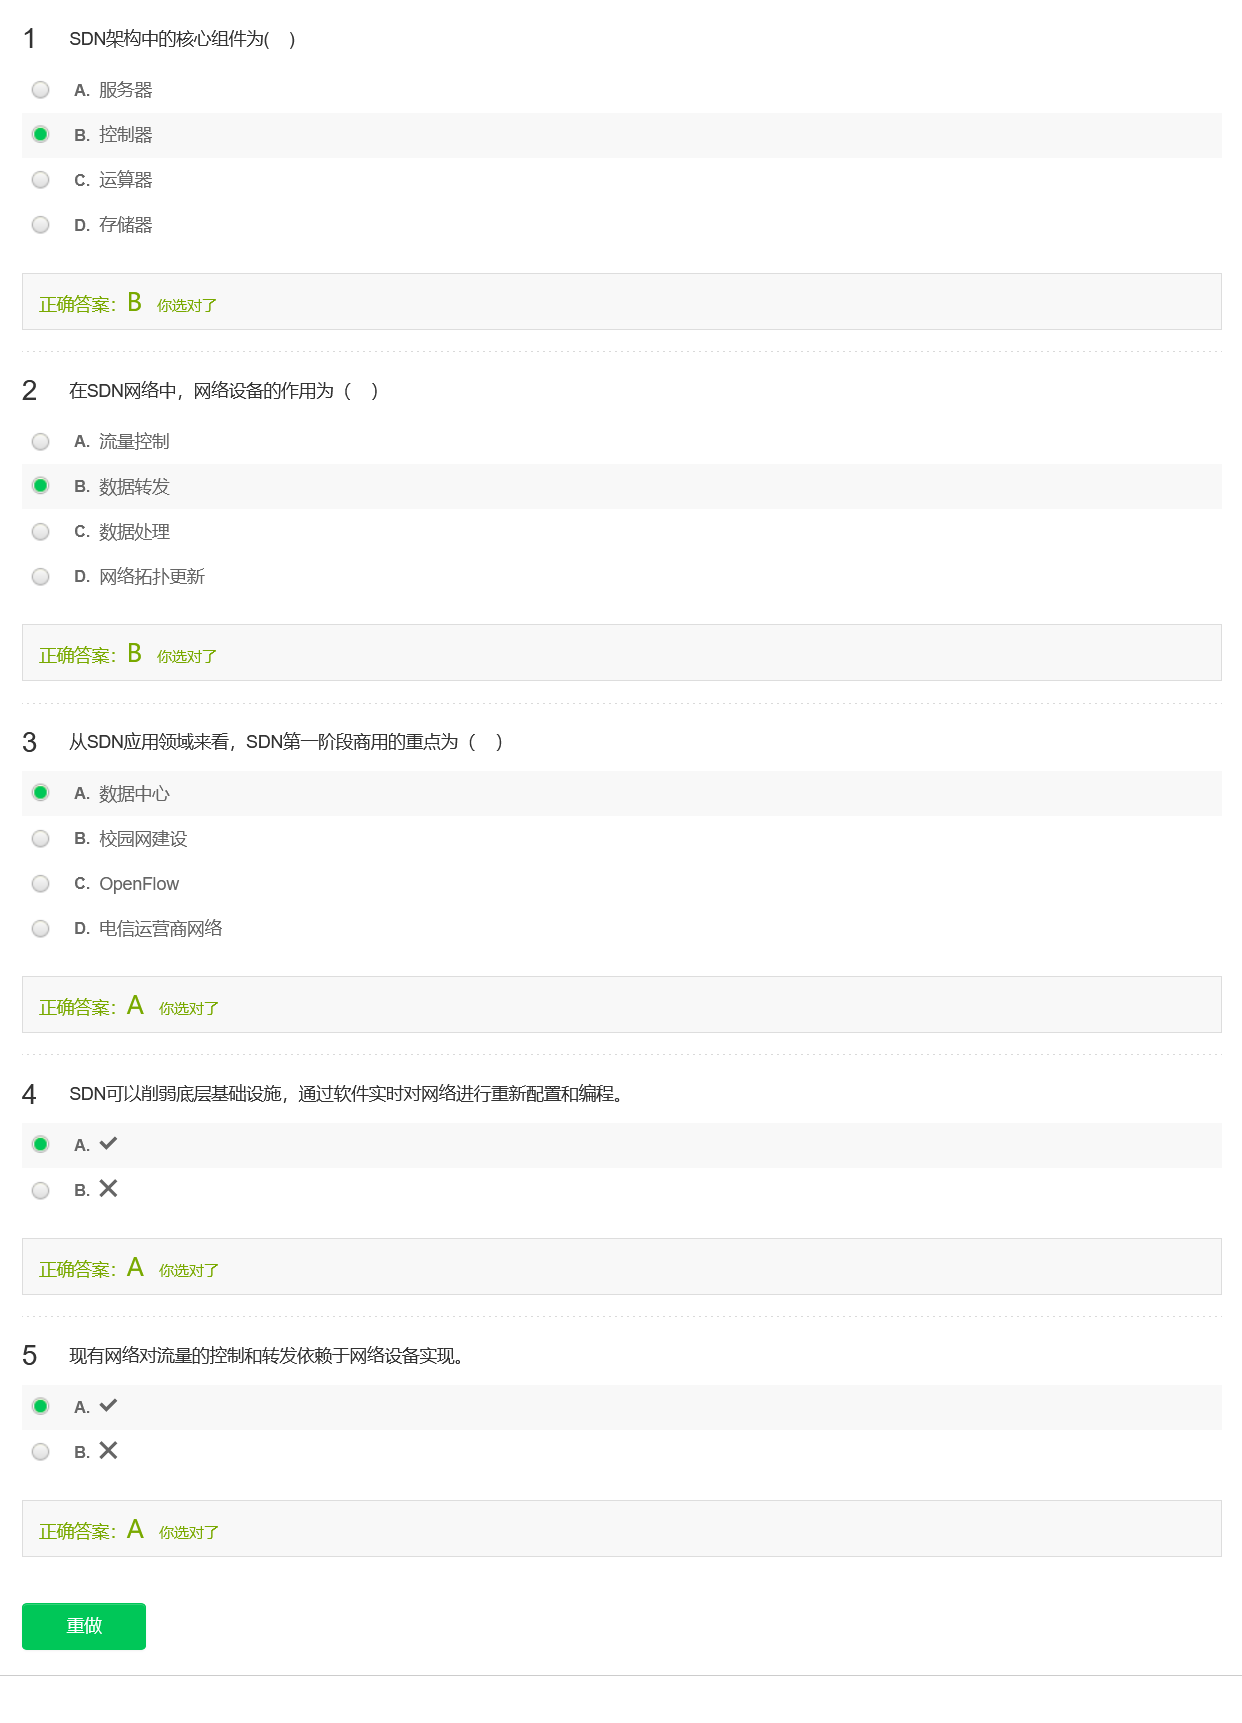 1 SDN架构中的核心组件为( )
A. 服务器
B. 控制器
C. 运算器
D. 存储器
正确答案：B 你选对了
2 在SDN网络中，网络设备的作用为（ ）
A. 流量控制
B. 数据转发
C. 数据处理
D. 网络拓扑更新
正确答案：B 你选对了
3 从SDN应用领域来看，SDN第一阶段商用的重点为（ ）
A. 数据中心
B. 校园网建设
C. OpenFlow
D. 电信运营商网络
正确答案：A 你选对了
4 SDN可以削弱底层基础设施，通过软件实时对网络进行重新配置和编程。
A. ✔
B. ✕
正确答案：A 你选对了
5 现有网络对流量的控制和转发依赖于网络设备实现。
A. ✔
B. ✕
正确答案：A 你选对了
重做